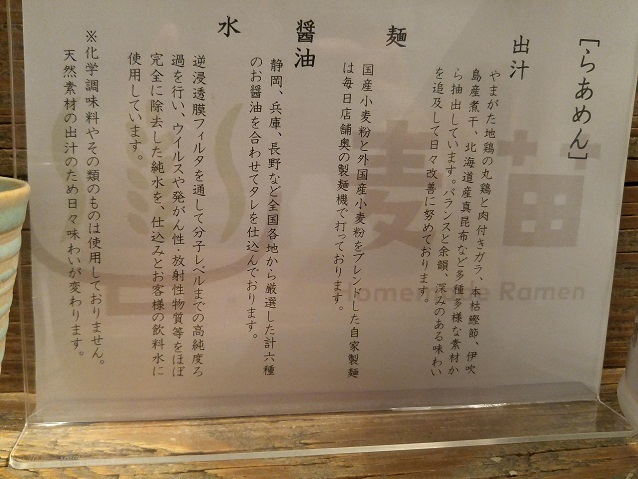 ［らあめん］
出汁
やまがた地鶏の丸鶏と肉付きガラ、本枯鰹節、伊吹
島産煮干、北海道産真昆布など多種多様な素材か
ら抽出しています。バランスと余韻、深みのある味わい
を追及して日々改善に努めております。
麺
国産小麦粉と外国産小麦粉をブレンドした自家製麺
は毎日店舗奥の製麺機で打っております。
醤油
静岡、兵庫、長野など全国各地から厳選した計六種
のお醤油を合わせてタレを仕込んでおります。
水
逆浸透膜フィルタを通して分子レベルまでの高純度ろ
過を行い、ウイルスや発がん性・放射性物質等をほぼ
完全に除去した純水を、仕込みとお客様の飲料水に
使用しています。
※化学調味料やその類のものは使用しておりません。
天然素材の出汁のため日々味わいが変わります。
Ramen